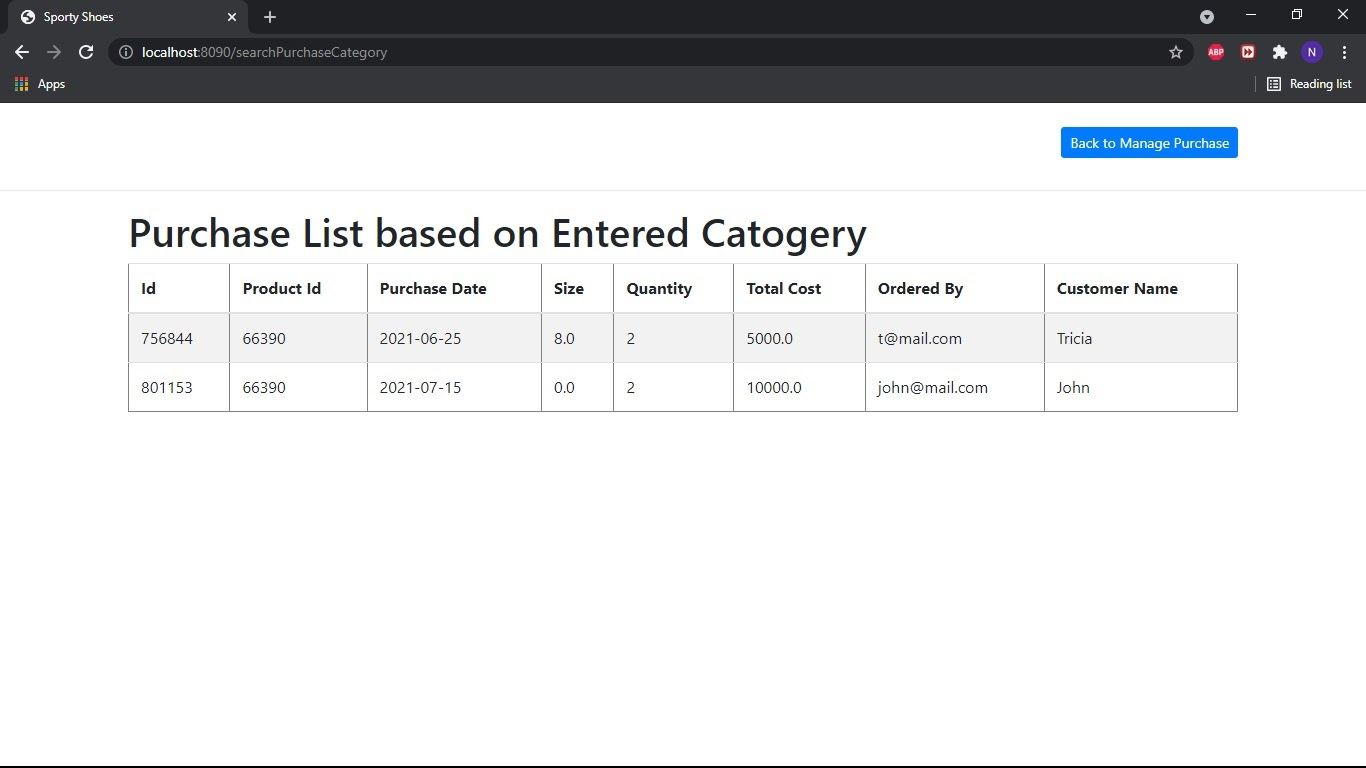 Sporty Shoes
localhost:8090/searchPurchaseCategory
ABP
N
Apps
Reading list
Back to Manage Purchase
Purchase List based on Entered Catogery
Id Product Id Purchase Date Size Quantity Total Cost Ordered By Customer Name
756844 66390 2021-06-25 8.0 2 5000.0 t@mail.com Tricia
801153 66390 2021-07-15 0.0 2 10000.0 john@mail.com John